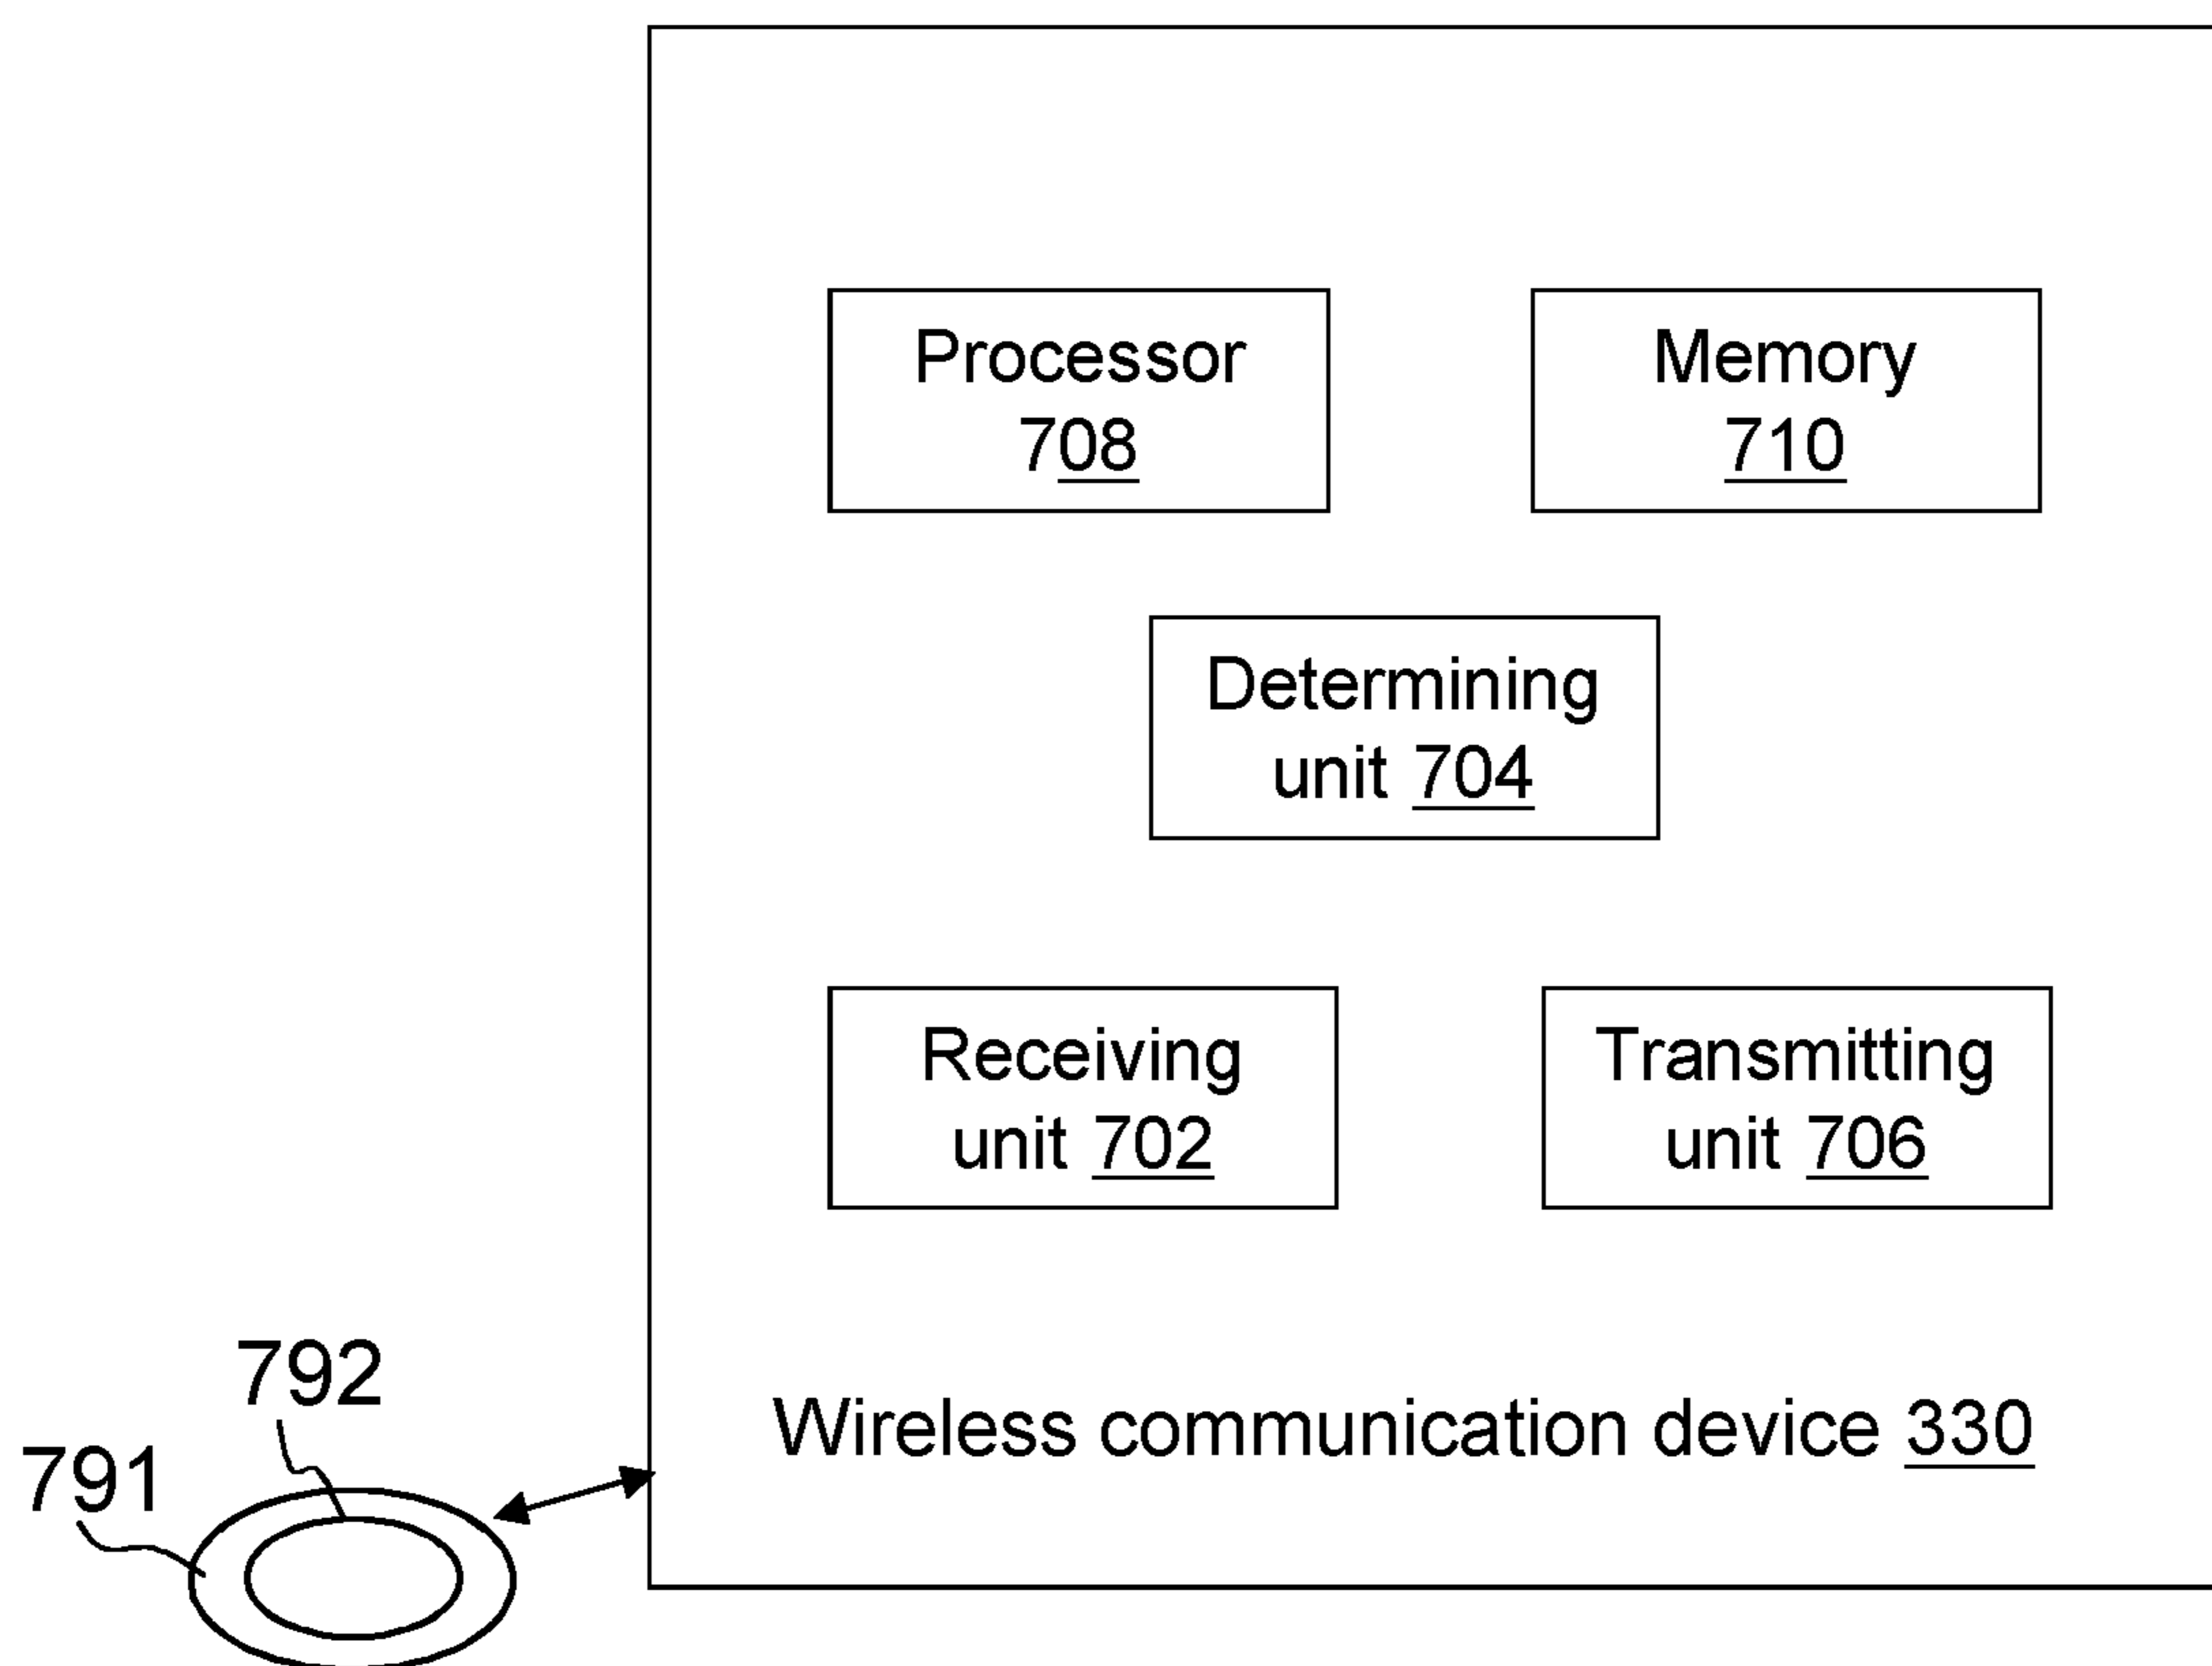 Processor
708
Memory
710
Determining
unit 704
Receiving
unit 702
Transmitting
unit 706
792
791
Wireless communication device 330